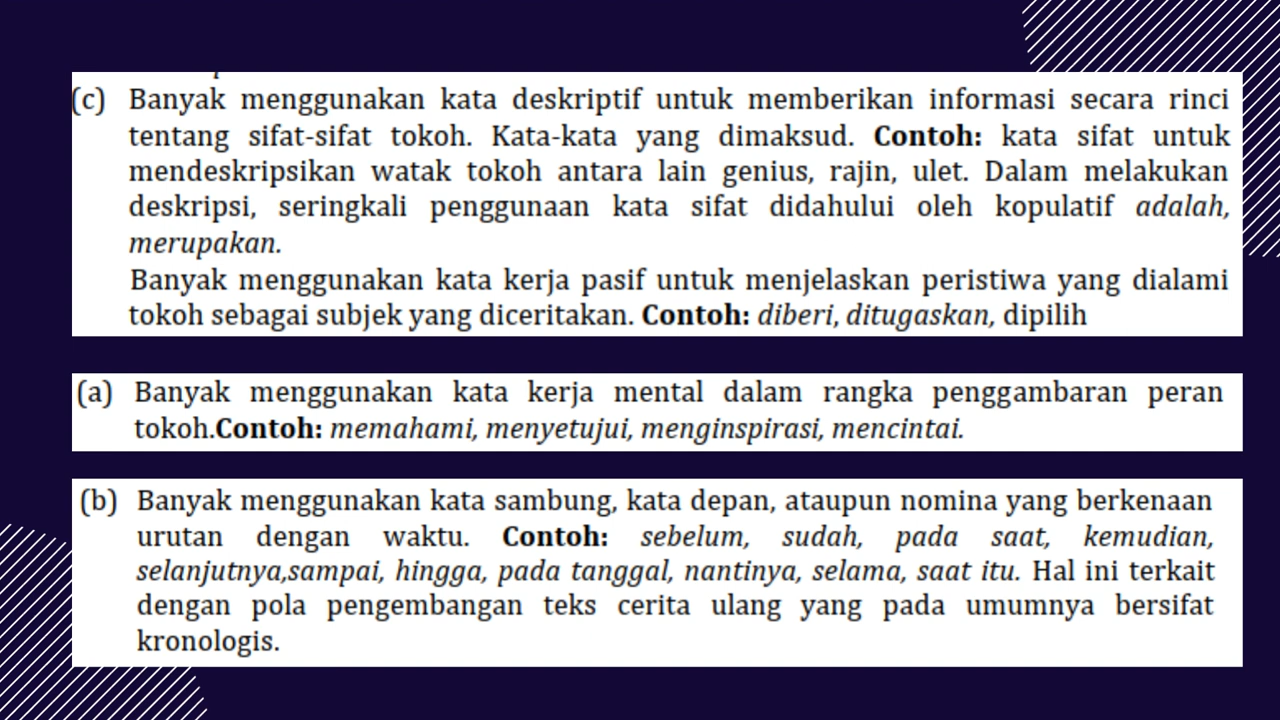 (c) Banyak menggunakan kata deskriptif untuk memberikan informasi secara rinci
tentang sifat-sifat tokoh. Kata-kata yang dimaksud. Contoh: kata sifat untuk
mendeskripsikan watak tokoh antara lain genius, rajin, ulet. Dalam melakukan
deskripsi, seringkali penggunaan kata sifat didahului oleh kopulatif adalah,
merupakan.
Banyak menggunakan kata kerja pasif untuk menjelaskan peristiwa yang dialami
tokoh sebagai subjek yang diceritakan. Contoh: diberi, ditugaskan, dipilih
(a) Banyak menggunakan kata kerja mental dalam rangka penggambaran peran
tokoh.Contoh: memahami, menyetujui, menginspirasi, mencintai.
(b) Banyak menggunakan kata sambung, kata depan, ataupun nomina yang berkenaan
urutan dengan waktu. Contoh: sebelum, sudah, pada saat, kemudian,
selanjutnya,sampai, hingga, pada tanggal, nantinya, selama, saat itu. Hal ini terkait
dengan pola pengembangan teks cerita ulang yang pada umumnya bersifat
kronologis.